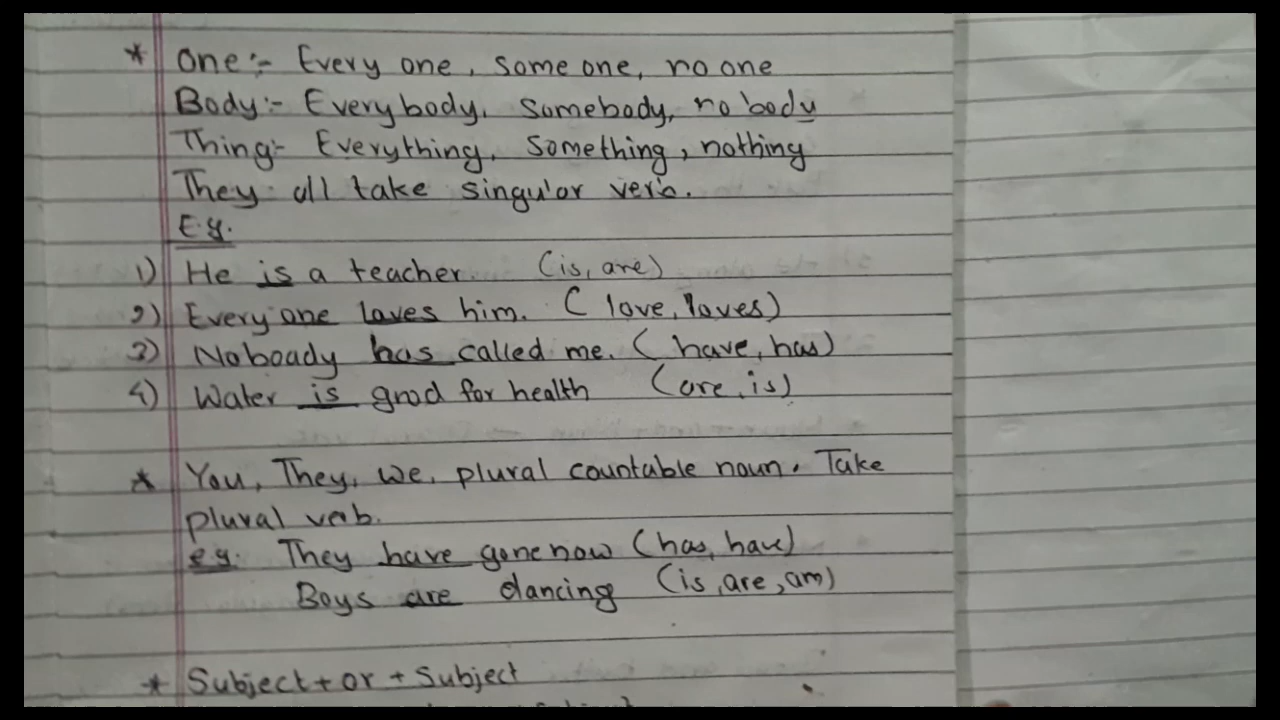 * One:- Every one, some one, no one
Body:- Everybody, Somebody, nobody
Thing:- Everything, Something, nothing
They all take singular verb.
E.g.
1) He is a teacher. (is, are)
2) Every one loves him. (love, loves)
3) Noboady has called me. (have, has)
4) Water is good for health (are, is)
* You, They, we, plural countable noun. Take
plural verb.
e.g. They have gone now (has, have)
Boys are dancing (is, are, am)
* Subject + or + Subject